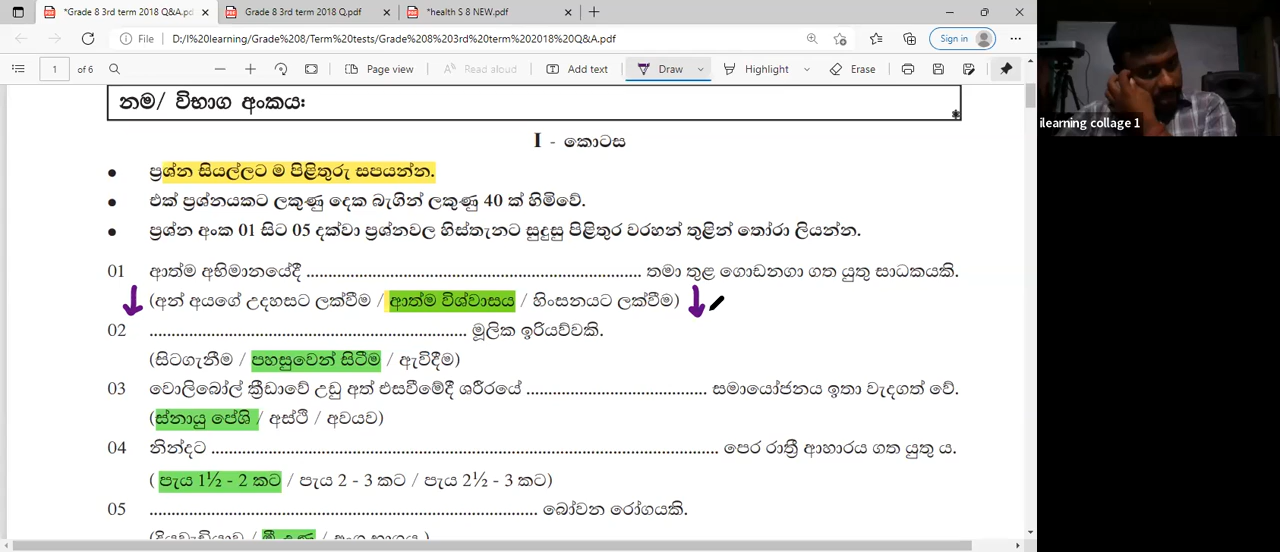 *Grade 8 3rd term 2018 Q&A.pd
Grade 8 3rd term 2018 Q.pdf
*health S 8 NEW.pdf
File D:/I%20learning/Grade%208/Term%20tests/Grade%208%203rd%20term%202018%20Q&A.pdf
Sign in
1 of 6 Page view Read aloud Add text Draw Highlight Erase
ilearning collage 1
නම/ විභාග අංකය:
I - කොටස
• ප්‍රශ්න සියල්ලට ම පිළිතුරු සපයන්න.
• එක් ප්‍රශ්නයකට ලකුණු දෙක බැගින් ලකුණු 40 ක් හිමිවේ.
• ප්‍රශ්න අංක 01 සිට 05 දක්වා ප්‍රශ්නවල හිස්තැනට සුදුසු පිළිතුර වරහන් තුළින් තෝරා ලියන්න.
01 ආත්ම අභිමානයේදී ........................................ තමා තුළ ගොඩනගා ගත යුතු සාධකයකි.
(අන් අයගේ උදහසට ලක්වීම / ආත්ම විශ්වාසය / හිංසනයට ලක්වීම)
02 ........................................ මූලික ඉරියව්වකි.
(සිටගැනීම / පහසුවෙන් සිටීම / ඇවිදීම)
03 වොලිබෝල් ක්‍රීඩාවේ උඩු අත් එසවීමේදී ශරීරයේ ........................................ සමායෝජනය ඉතා වැදගත් වේ.
(ස්නායු පේශි / අස්ථි / අවයව)
04 නින්දට ........................................ පෙර රාත්‍රී ආහාරය ගත යුතු ය.
( පැය 1½ - 2 කට / පැය 2 - 3 කට / පැය 2½ - 3 කට)
05 ........................................ බෝවන රෝගයකි.